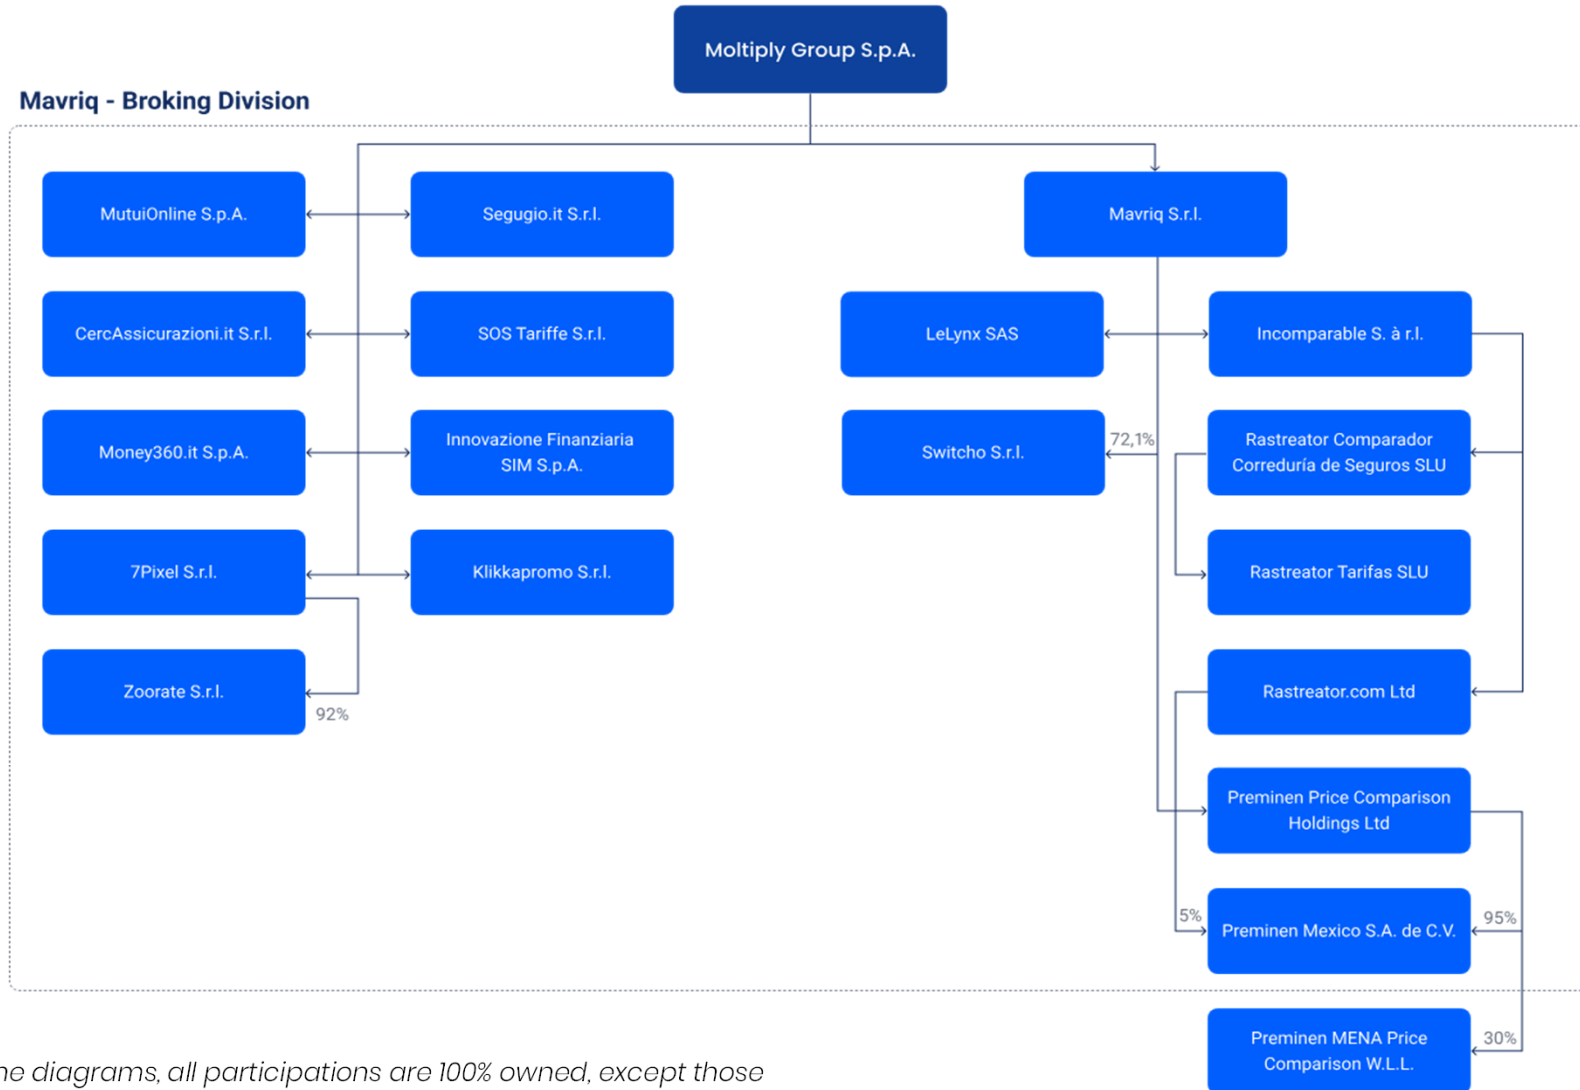 Moltiply Group S.p.A.
Mavriq - Broking Division
MutuiOnline S.p.A.
Segugio.it S.r.l.
Mavriq S.r.l.
CercAssicurazioni.it S.r.l.
SOS Tariffe S.r.l.
LeLynx SAS
Incomparable S. à r.l.
Money360.it S.p.A.
Innovazione Finanziaria
SIM S.p.A.
Switcho S.r.l.
72,1%
Rastreator Comparador
Correduría de Seguros SLU
7Pixel S.r.l.
Klikkapromo S.r.l.
Rastreator Tarifas SLU
Zoorate S.r.l.
92%
Rastreator.com Ltd
Preminen Price Comparison
Holdings Ltd
5%
Preminen Mexico S.A. de C.V.
95%
Preminen MENA Price
Comparison W.L.L.
30%
diagrams, all participations are 100% owned, except those